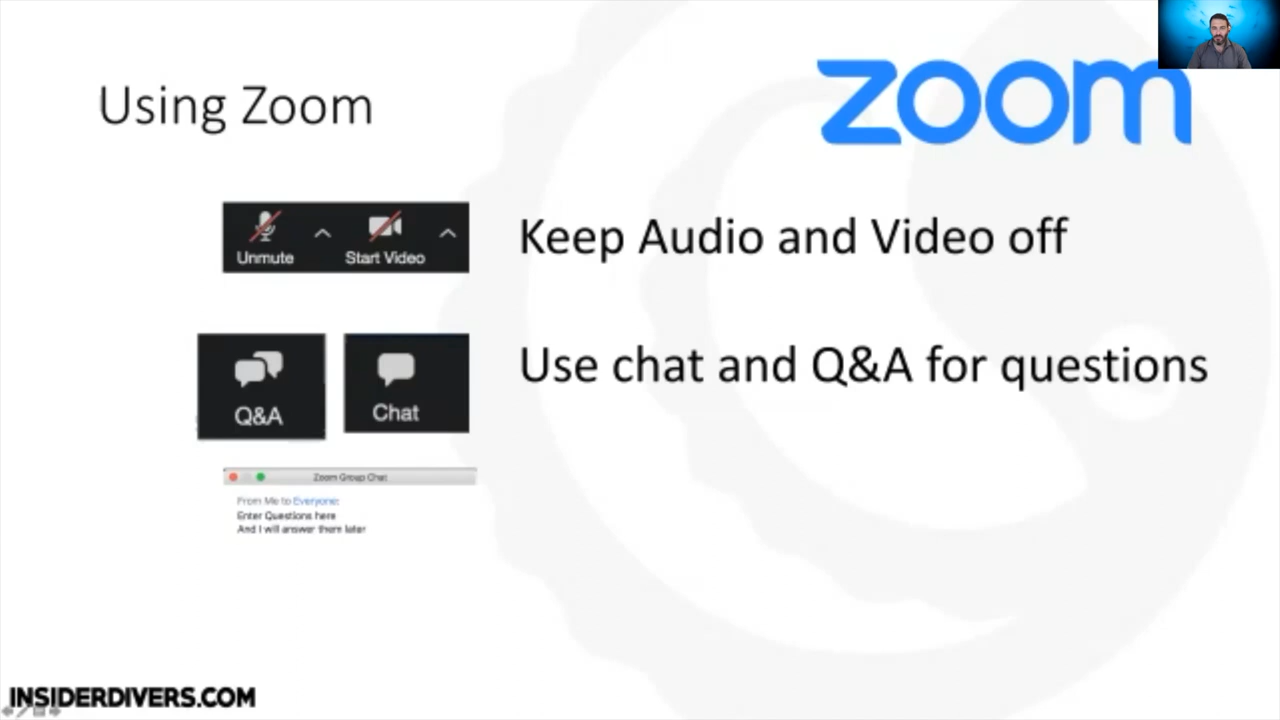 Using Zoom
zoom
Unmute
Start Video
Keep Audio and Video off
Q&A
Chat
Use chat and Q&A for questions
Zoom Group Chat
From Me to Everyone:
Enter Questions here
And I will answer them later
INSIDERDIVERS.COM